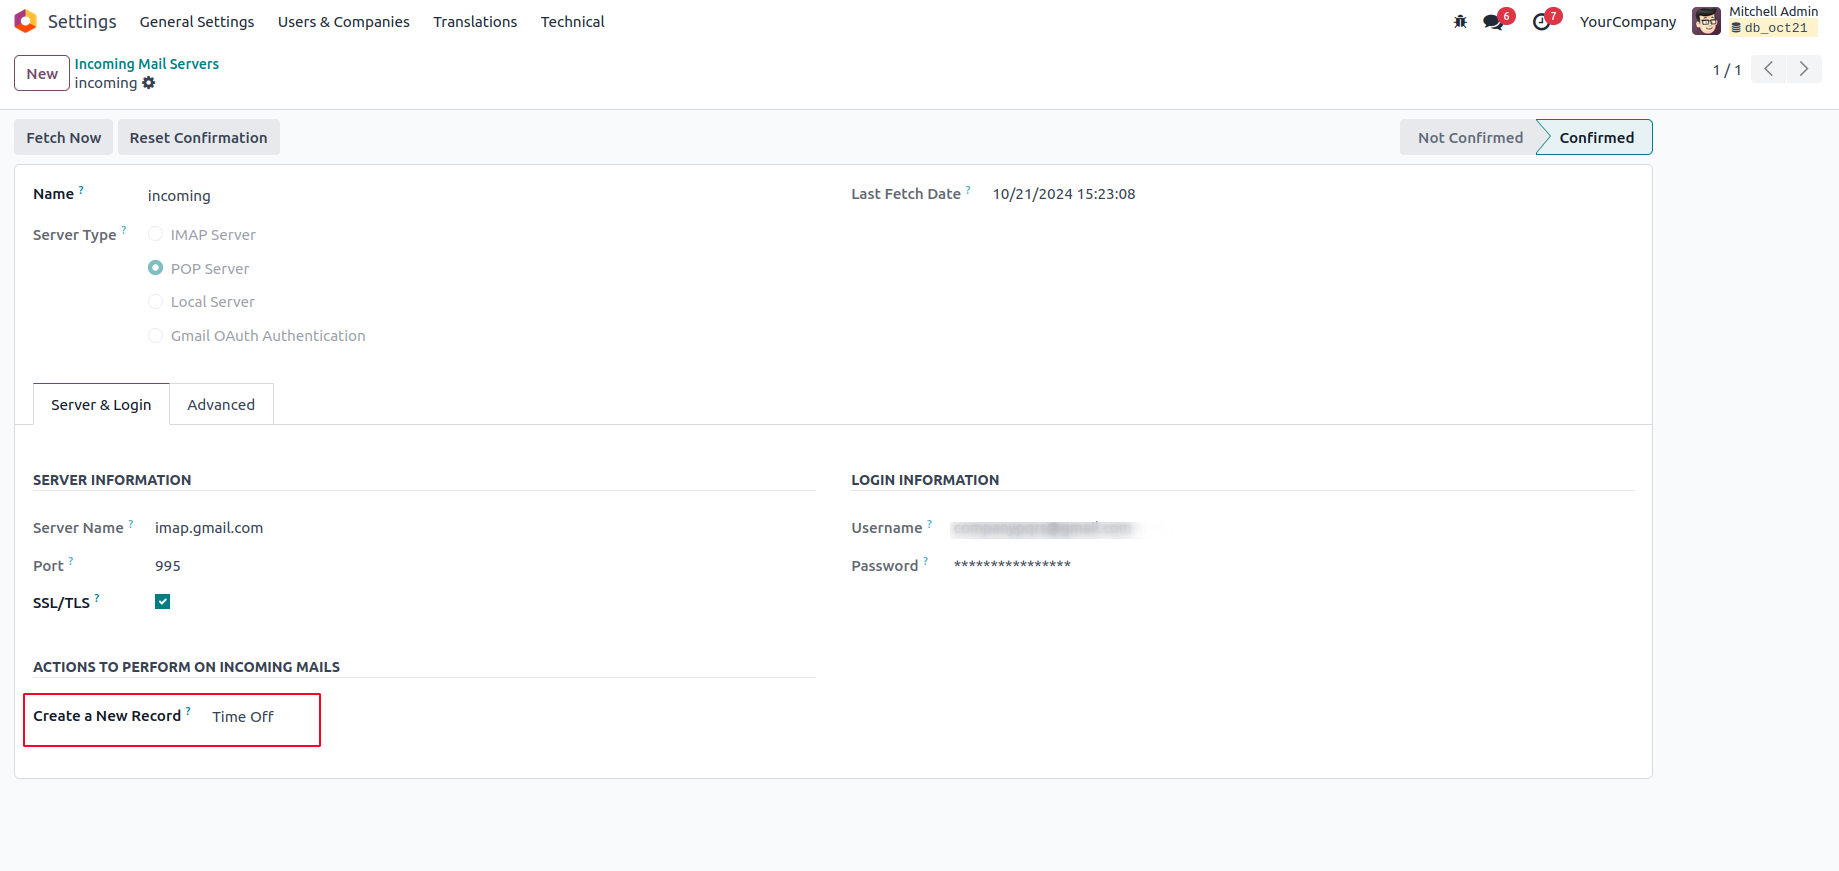 Settings General Settings Users & Companies Translations Technical 6 7 YourCompany Mitchell Admin
db_oct21
New Incoming Mail Servers
incoming
1 / 1
Fetch Now Reset Confirmation Not Confirmed Confirmed
Name ? incoming Last Fetch Date ? 10/21/2024 15:23:08
Server Type ? IMAP Server
POP Server
Local Server
Gmail OAuth Authentication
Server & Login Advanced
SERVER INFORMATION LOGIN INFORMATION
Server Name ? imap.gmail.com Username ?
Port ? 995 Password ? ****************
SSL/TLS ?
ACTIONS TO PERFORM ON INCOMING MAILS
Create a New Record ? Time Off